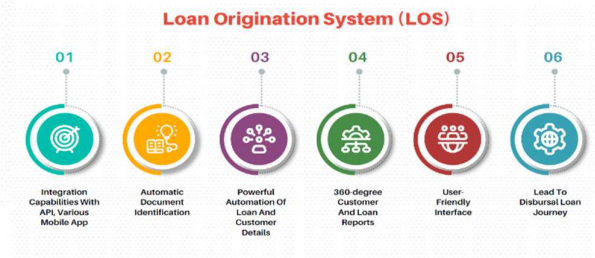 Loan Origination System (LOS)
01
02
03
04
05
06
Integration
Capabilities With
API, Various
Mobile App
Automatic
Document
Identification
Powerful
Automation Of
Loan And
Customer
Details
360-degree
Customer
And Loan
Reports
User-
Friendly
Interface
Lead To
Disbursal Loan
Journey